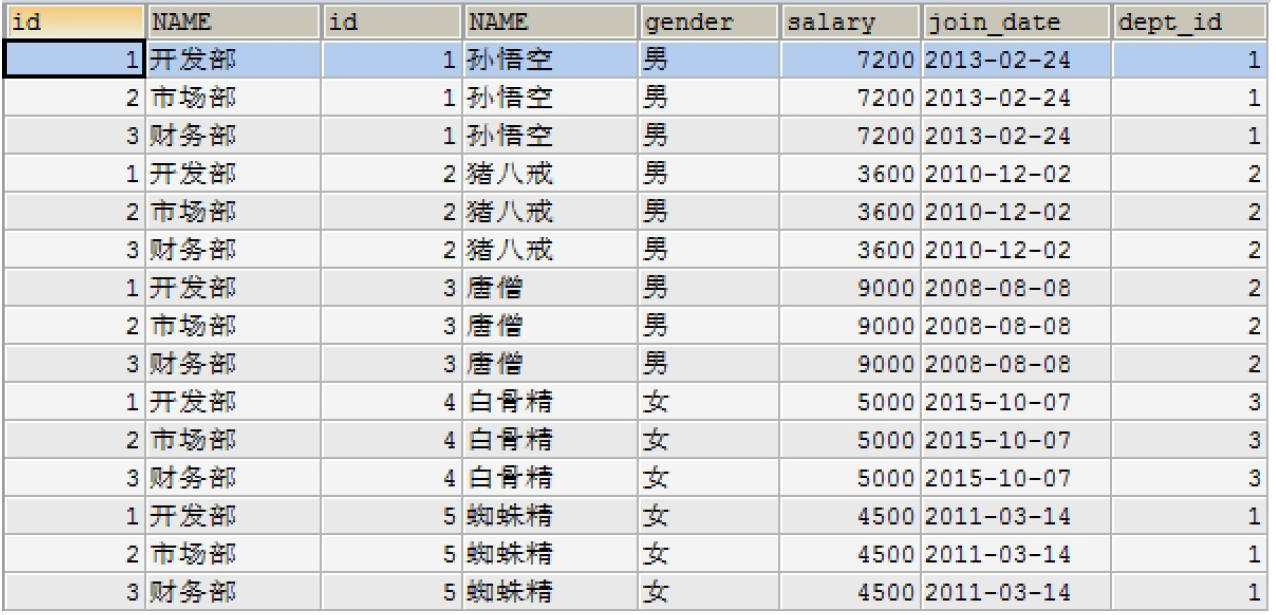 id NAME id NAME gender salary join_date dept_id
1 开发部 1 孙悟空 男 7200 2013-02-24 1
2 市场部 1 孙悟空 男 7200 2013-02-24 1
3 财务部 1 孙悟空 男 7200 2013-02-24 1
1 开发部 2 猪八戒 男 3600 2010-12-02 2
2 市场部 2 猪八戒 男 3600 2010-12-02 2
3 财务部 2 猪八戒 男 3600 2010-12-02 2
1 开发部 3 唐僧 男 9000 2008-08-08 2
2 市场部 3 唐僧 男 9000 2008-08-08 2
3 财务部 3 唐僧 男 9000 2008-08-08 2
1 开发部 4 白骨精 女 5000 2015-10-07 3
2 市场部 4 白骨精 女 5000 2015-10-07 3
3 财务部 4 白骨精 女 5000 2015-10-07 3
1 开发部 5 蜘蛛精 女 4500 2011-03-14 1
2 市场部 5 蜘蛛精 女 4500 2011-03-14 1
3 财务部 5 蜘蛛精 女 4500 2011-03-14 1